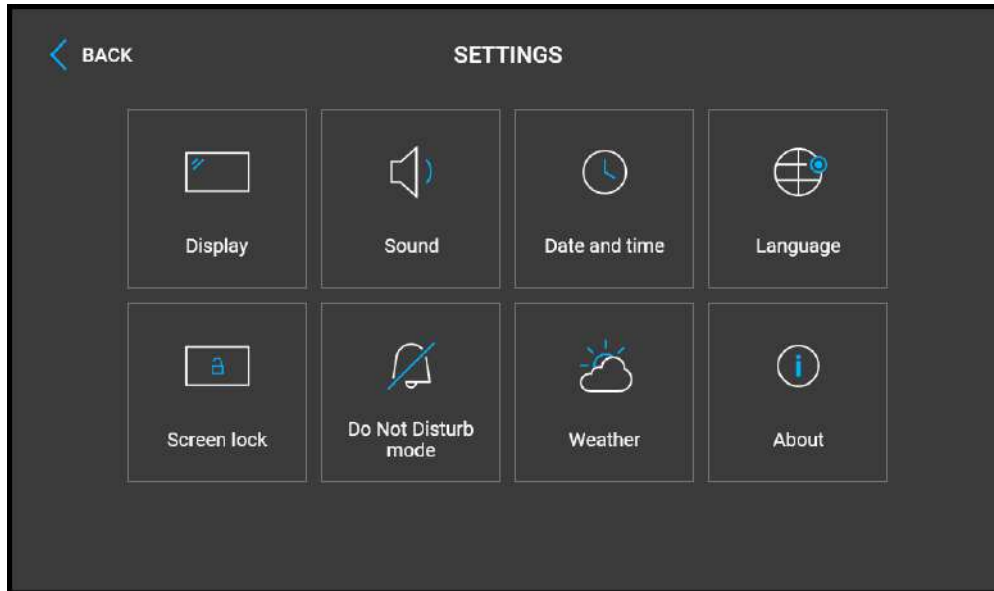 BACK
SETTINGS
Display
Sound
Date and time
Language
Screen lock
Do Not Disturb
mode
Weather
About